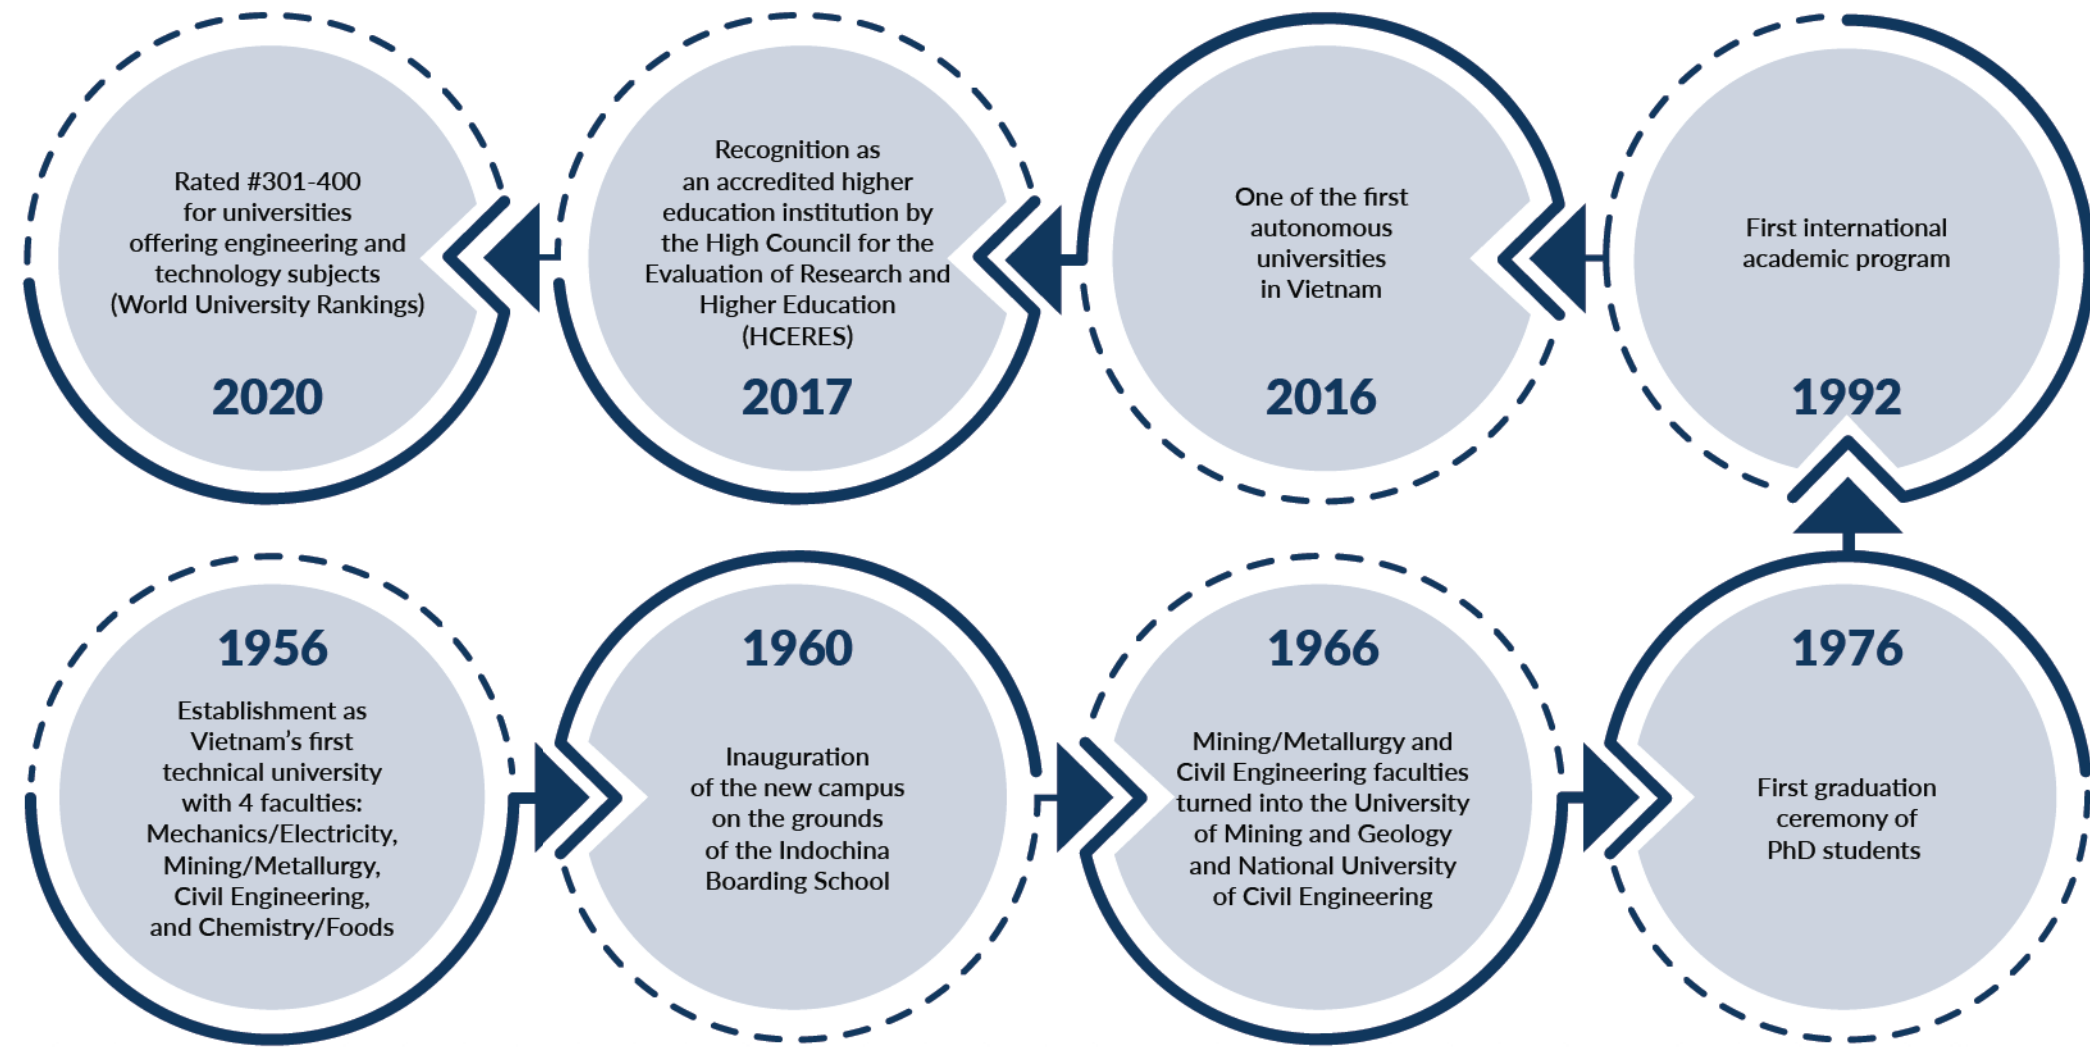 Rated #301-400
for universities
offering engineering and
technology subjects
(World University Rankings)
2020
Recognition as
an accredited higher
education institution by
the High Council for the
Evaluation of Research and
Higher Education
(HCERES)
2017
One of the first
autonomous
universities
in Vietnam
2016
First international
academic program
1992
1956
Establishment as
Vietnam’s first
technical university
with 4 faculties:
Mechanics/Electricity,
Mining/Metallurgy,
Civil Engineering,
and Chemistry/Foods
1960
Inauguration
of the new campus
on the grounds
of the Indochina
Boarding School
1966
Mining/Metallurgy and
Civil Engineering faculties
turned into the University
of Mining and Geology
and National University
of Civil Engineering
1976
First graduation
ceremony of
PhD students